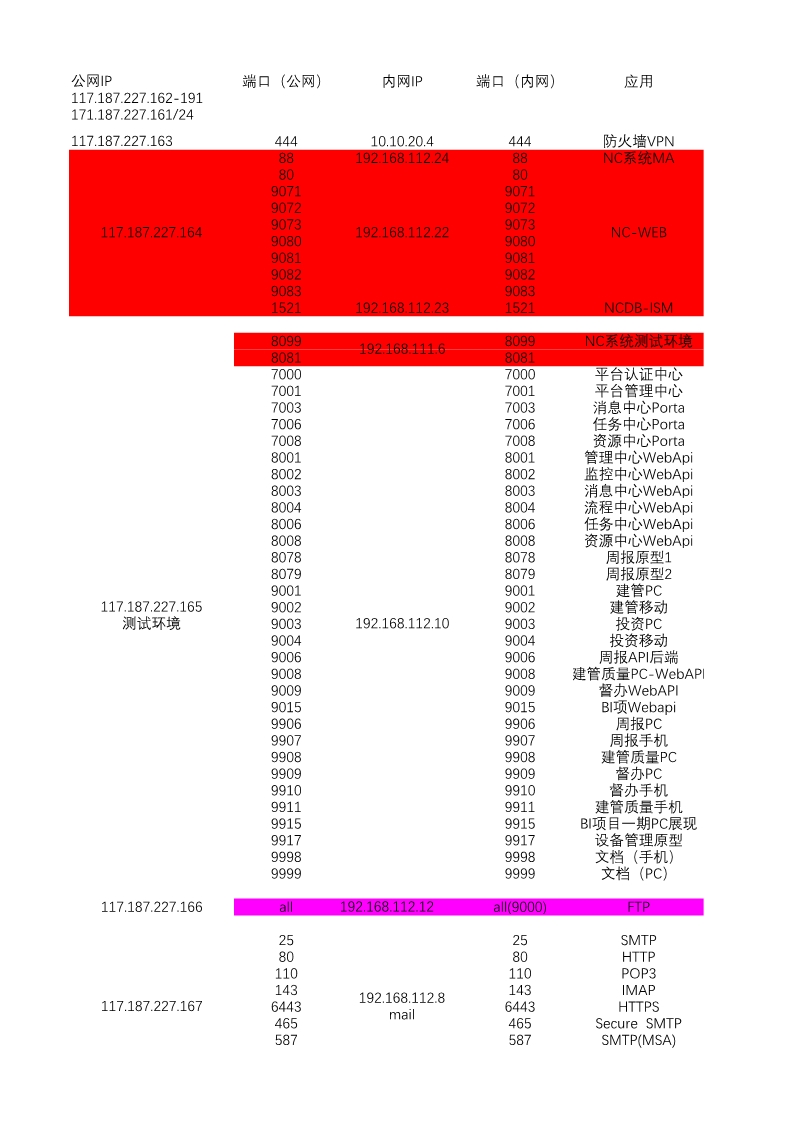 公网IP 端口（公网） 内网IP 端口（内网） 应用
117.187.227.162-191
171.187.227.161/24
117.187.227.163 444 10.10.20.4 444 防火墙VPN
88 192.168.112.24 88 NC系统MA
80 80
9071 9071
9072 9072
9073 9073
117.187.227.164 192.168.112.22 NC-WEB
9080 9080
9081 9081
9082 9082
9083 9083
1521 192.168.112.23 1521 NCDB-ISM
8099 8099 NC系统测试环境
192.168.111.6
8081 8081
7000 7000 平台认证中心
7001 7001 平台管理中心
7003 7003 消息中心Porta
7006 7006 任务中心Porta
7008 7008 资源中心Porta
8001 8001 管理中心WebApi
8002 8002 监控中心WebApi
8003 8003 消息中心WebApi
8004 8004 流程中心WebApi
8006 8006 任务中心WebApi
8008 8008 资源中心WebApi
8078 8078 周报原型1
8079 8079 周报原型2
9001 9001 建管PC
117.187.227.165 9002 9002 建管移动
测试环境 9003 192.168.112.10 9003 投资PC
9004 9004 投资移动
9006 9006 周报API后端
9008 9008 建管质量PC-WebAPI
9009 9009 督办WebAPI
9015 9015 BI项Webapi
9906 9906 周报PC
9907 9907 周报手机
9908 9908 建管质量PC
9909 9909 督办PC
9910 9910 督办手机
9911 9911 建管质量手机
9915 9915 BI项目一期PC展现
9917 9917 设备管理原型
9998 9998 文档（手机）
9999 9999 文档（PC）
117.187.227.166 all 192.168.112.12 all(9000) FTP
25 25 SMTP
80 80 HTTP
110 110 POP3
143 143 IMAP
192.168.112.8
117.187.227.167 6443 6443 HTTPS
mail
465 465 Secure SMTP
587 587 SMTP(MSA)